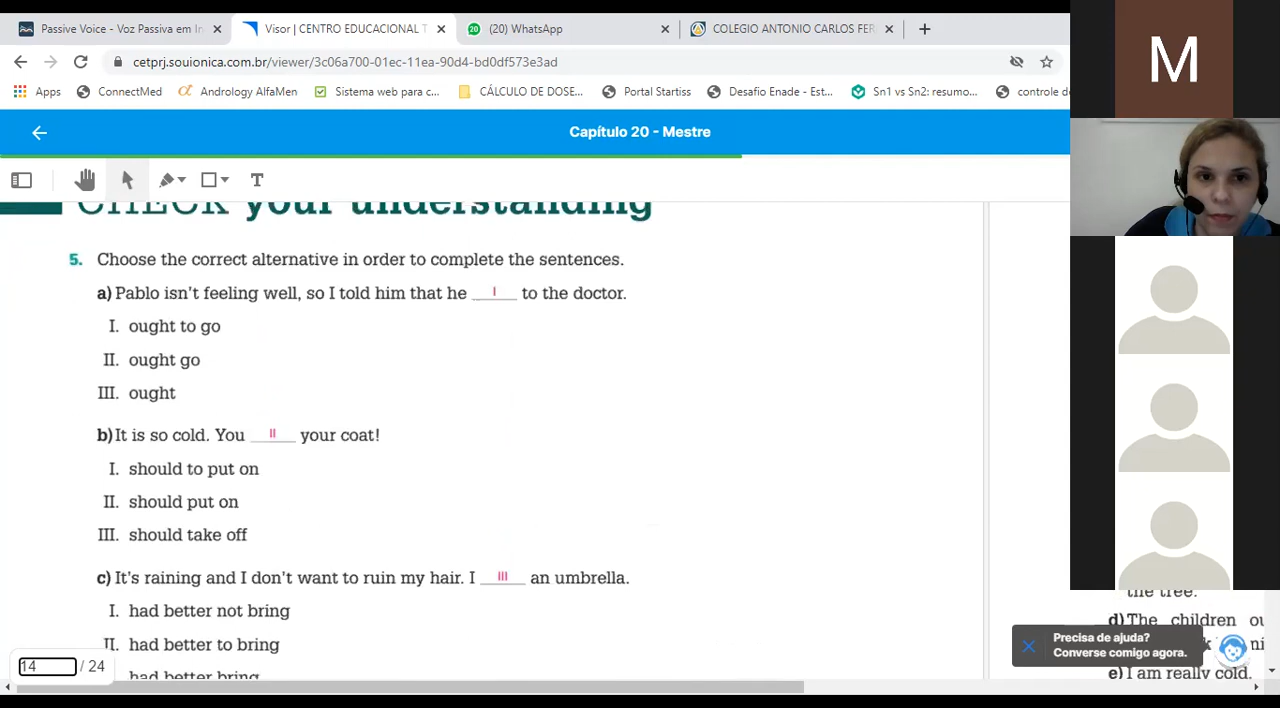 Passive Voice - Voz Passiva em In
Visor | CENTRO EDUCACIONAL T
20
(20) WhatsApp
COLEGIO ANTONIO CARLOS FER
cetprj.souionica.com.br/viewer/3c06a700-01ec-11ea-90d4-bd0df573e3ad
Apps
ConnectMed
Andrology AlfaMen
Sistema web para c...
CÁLCULO DE DOSE...
Portal Startiss
Desafio Enade - Est...
Sn1 vs Sn2: resumo...
controle de
M
Capítulo 20 - Mestre
T
CHECK your understanding
5. Choose the correct alternative in order to complete the sentences.
a) Pablo isn't feeling well, so I told him that he I to the doctor.
I. ought to go
II. ought go
III. ought
b) It is so cold. You II your coat!
I. should to put on
II. should put on
III. should take off
c) It's raining and I don't want to ruin my hair. I III an umbrella.
I. had better not bring
II. had better to bring
had better bring
14 / 24
the tree.
d) The children ou
e) I am really cold.
Precisa de ajuda?
Converse comigo agora.